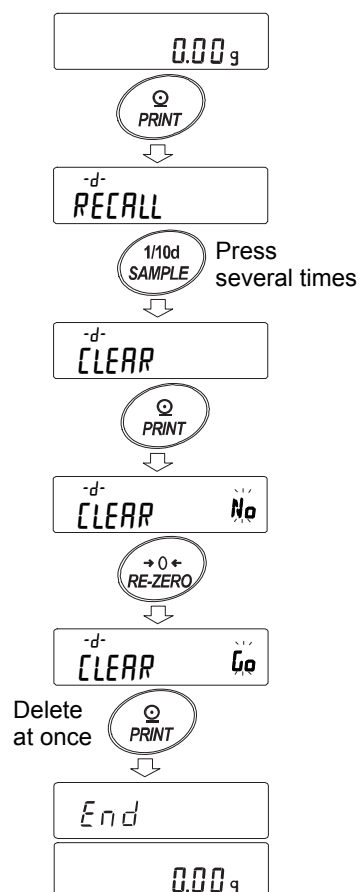 0.00 g
PRINT
-d-
RECALL
1/10d
SAMPLE
Press
several times
-d-
CLEAR
PRINT
-d-
CLEAR No
→0←
RE-ZERO
-d-
CLEAR Go
Delete
at once
PRINT
End
0.00 g